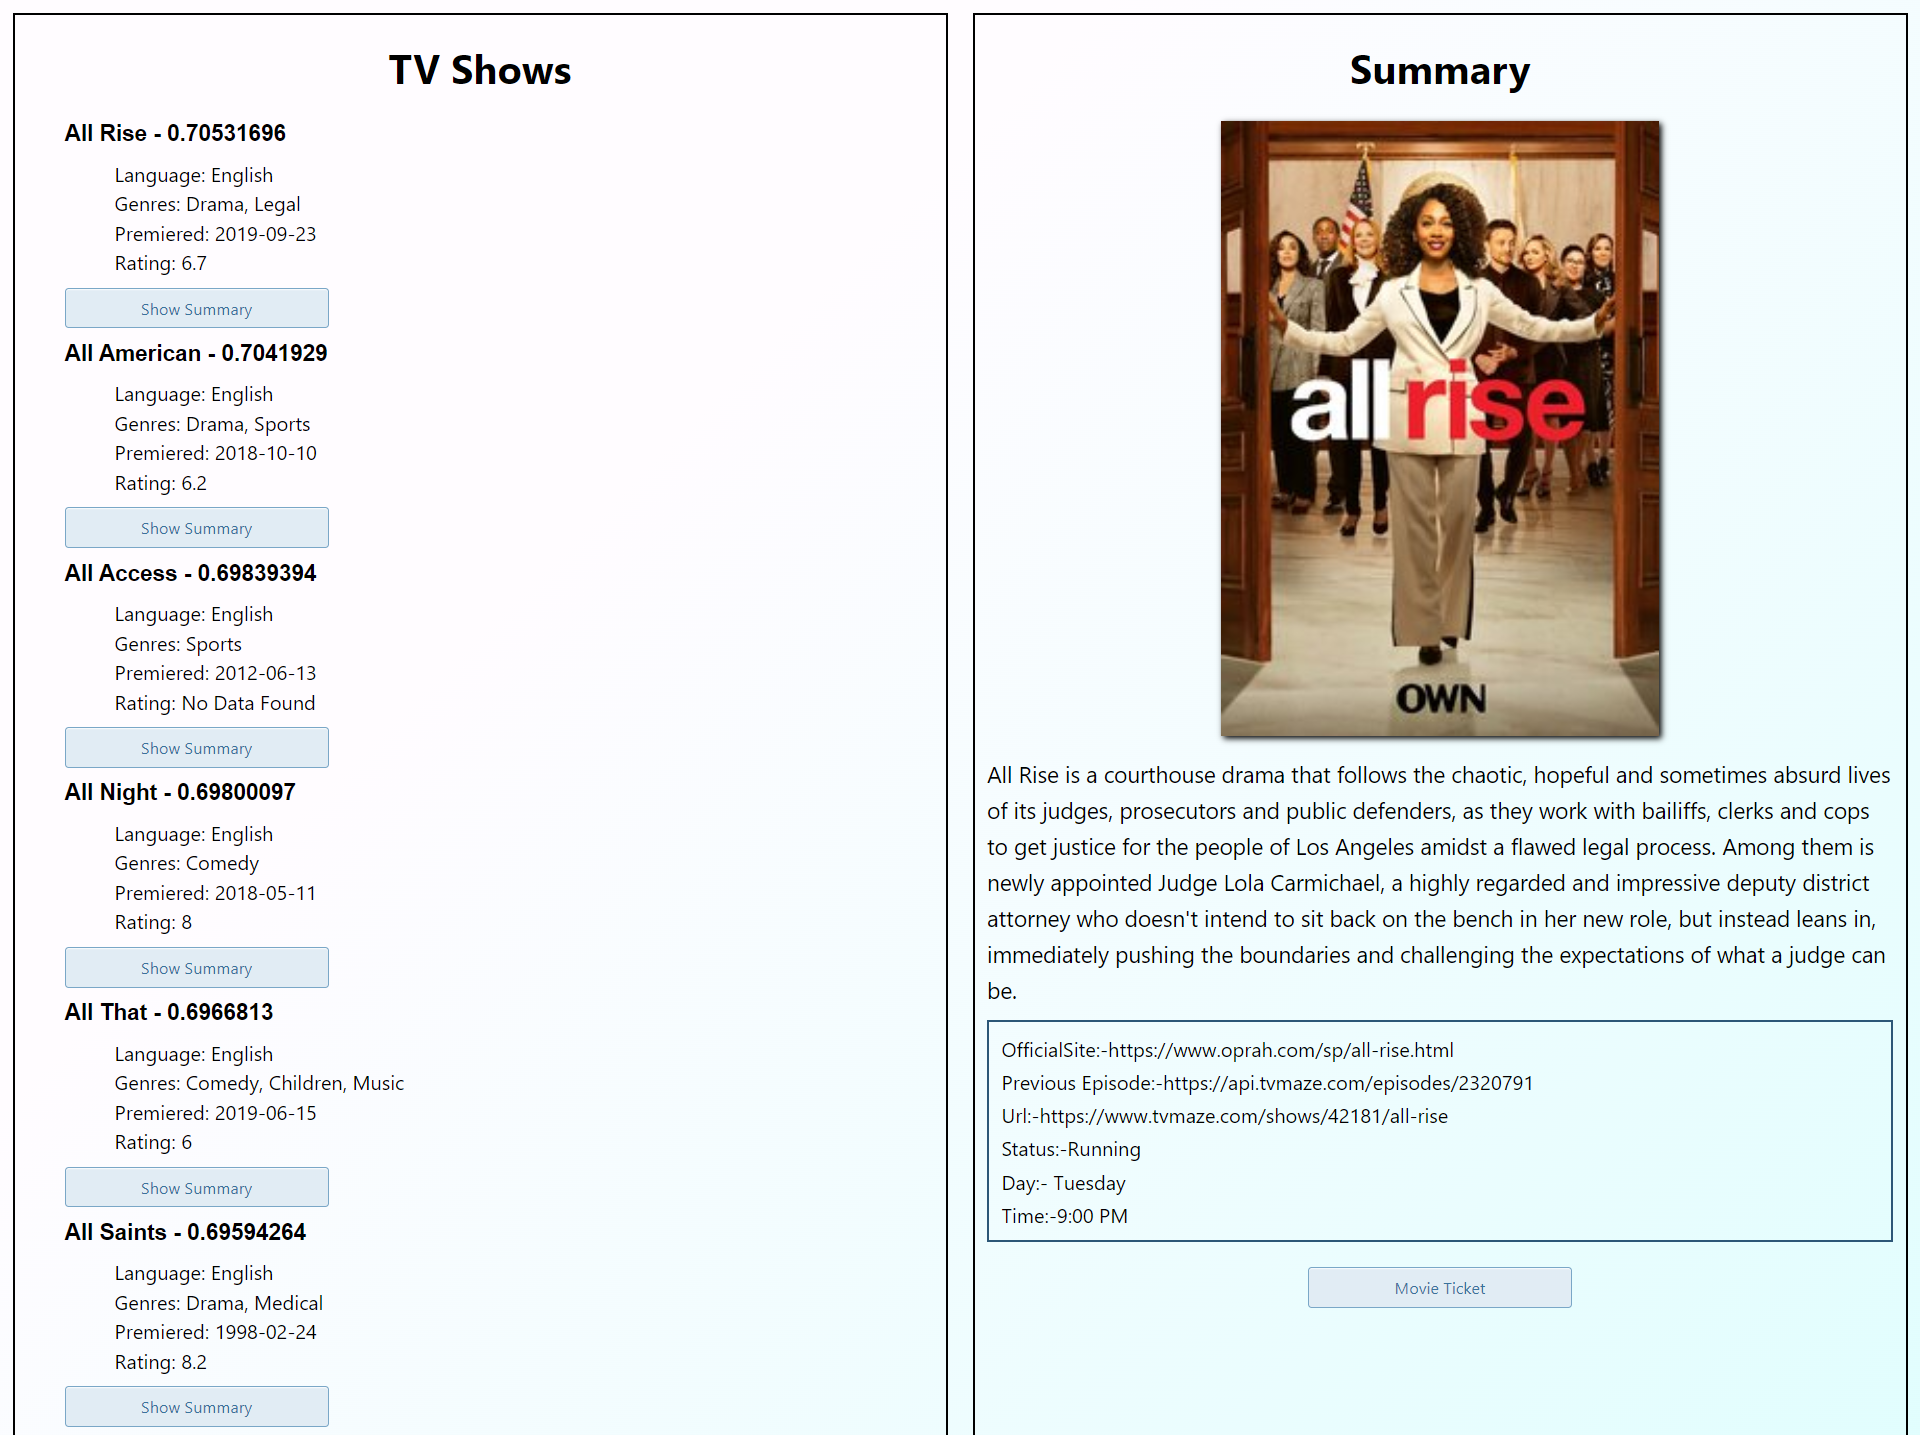 TV Shows
All Rise - 0.70531696
Language: English
Genres: Drama, Legal
Premiered: 2019-09-23
Rating: 6.7
Show Summary
All American - 0.7041929
Language: English
Genres: Drama, Sports
Premiered: 2018-10-10
Rating: 6.2
Show Summary
All Access - 0.69839394
Language: English
Genres: Sports
Premiered: 2012-06-13
Rating: No Data Found
Show Summary
All Night - 0.69800097
Language: English
Genres: Comedy
Premiered: 2018-05-11
Rating: 8
Show Summary
All That - 0.6966813
Language: English
Genres: Comedy, Children, Music
Premiered: 2019-06-15
Rating: 6
Show Summary
All Saints - 0.69594264
Language: English
Genres: Drama, Medical
Premiered: 1998-02-24
Rating: 8.2
Show Summary
Summary
all rise
OWN
All Rise is a courthouse drama that follows the chaotic, hopeful and sometimes absurd lives
of its judges, prosecutors and public defenders, as they work with bailiffs, clerks and cops
to get justice for the people of Los Angeles amidst a flawed legal process. Among them is
newly appointed Judge Lola Carmichael, a highly regarded and impressive deputy district
attorney who doesn't intend to sit back on the bench in her new role, but instead leans in,
immediately pushing the boundaries and challenging the expectations of what a judge can
be.
OfficialSite:-https://www.oprah.com/sp/all-rise.html
Previous Episode:-https://api.tvmaze.com/episodes/2320791
Url:-https://www.tvmaze.com/shows/42181/all-rise
Status:-Running
Day:- Tuesday
Time:-9:00 PM
Movie Ticket